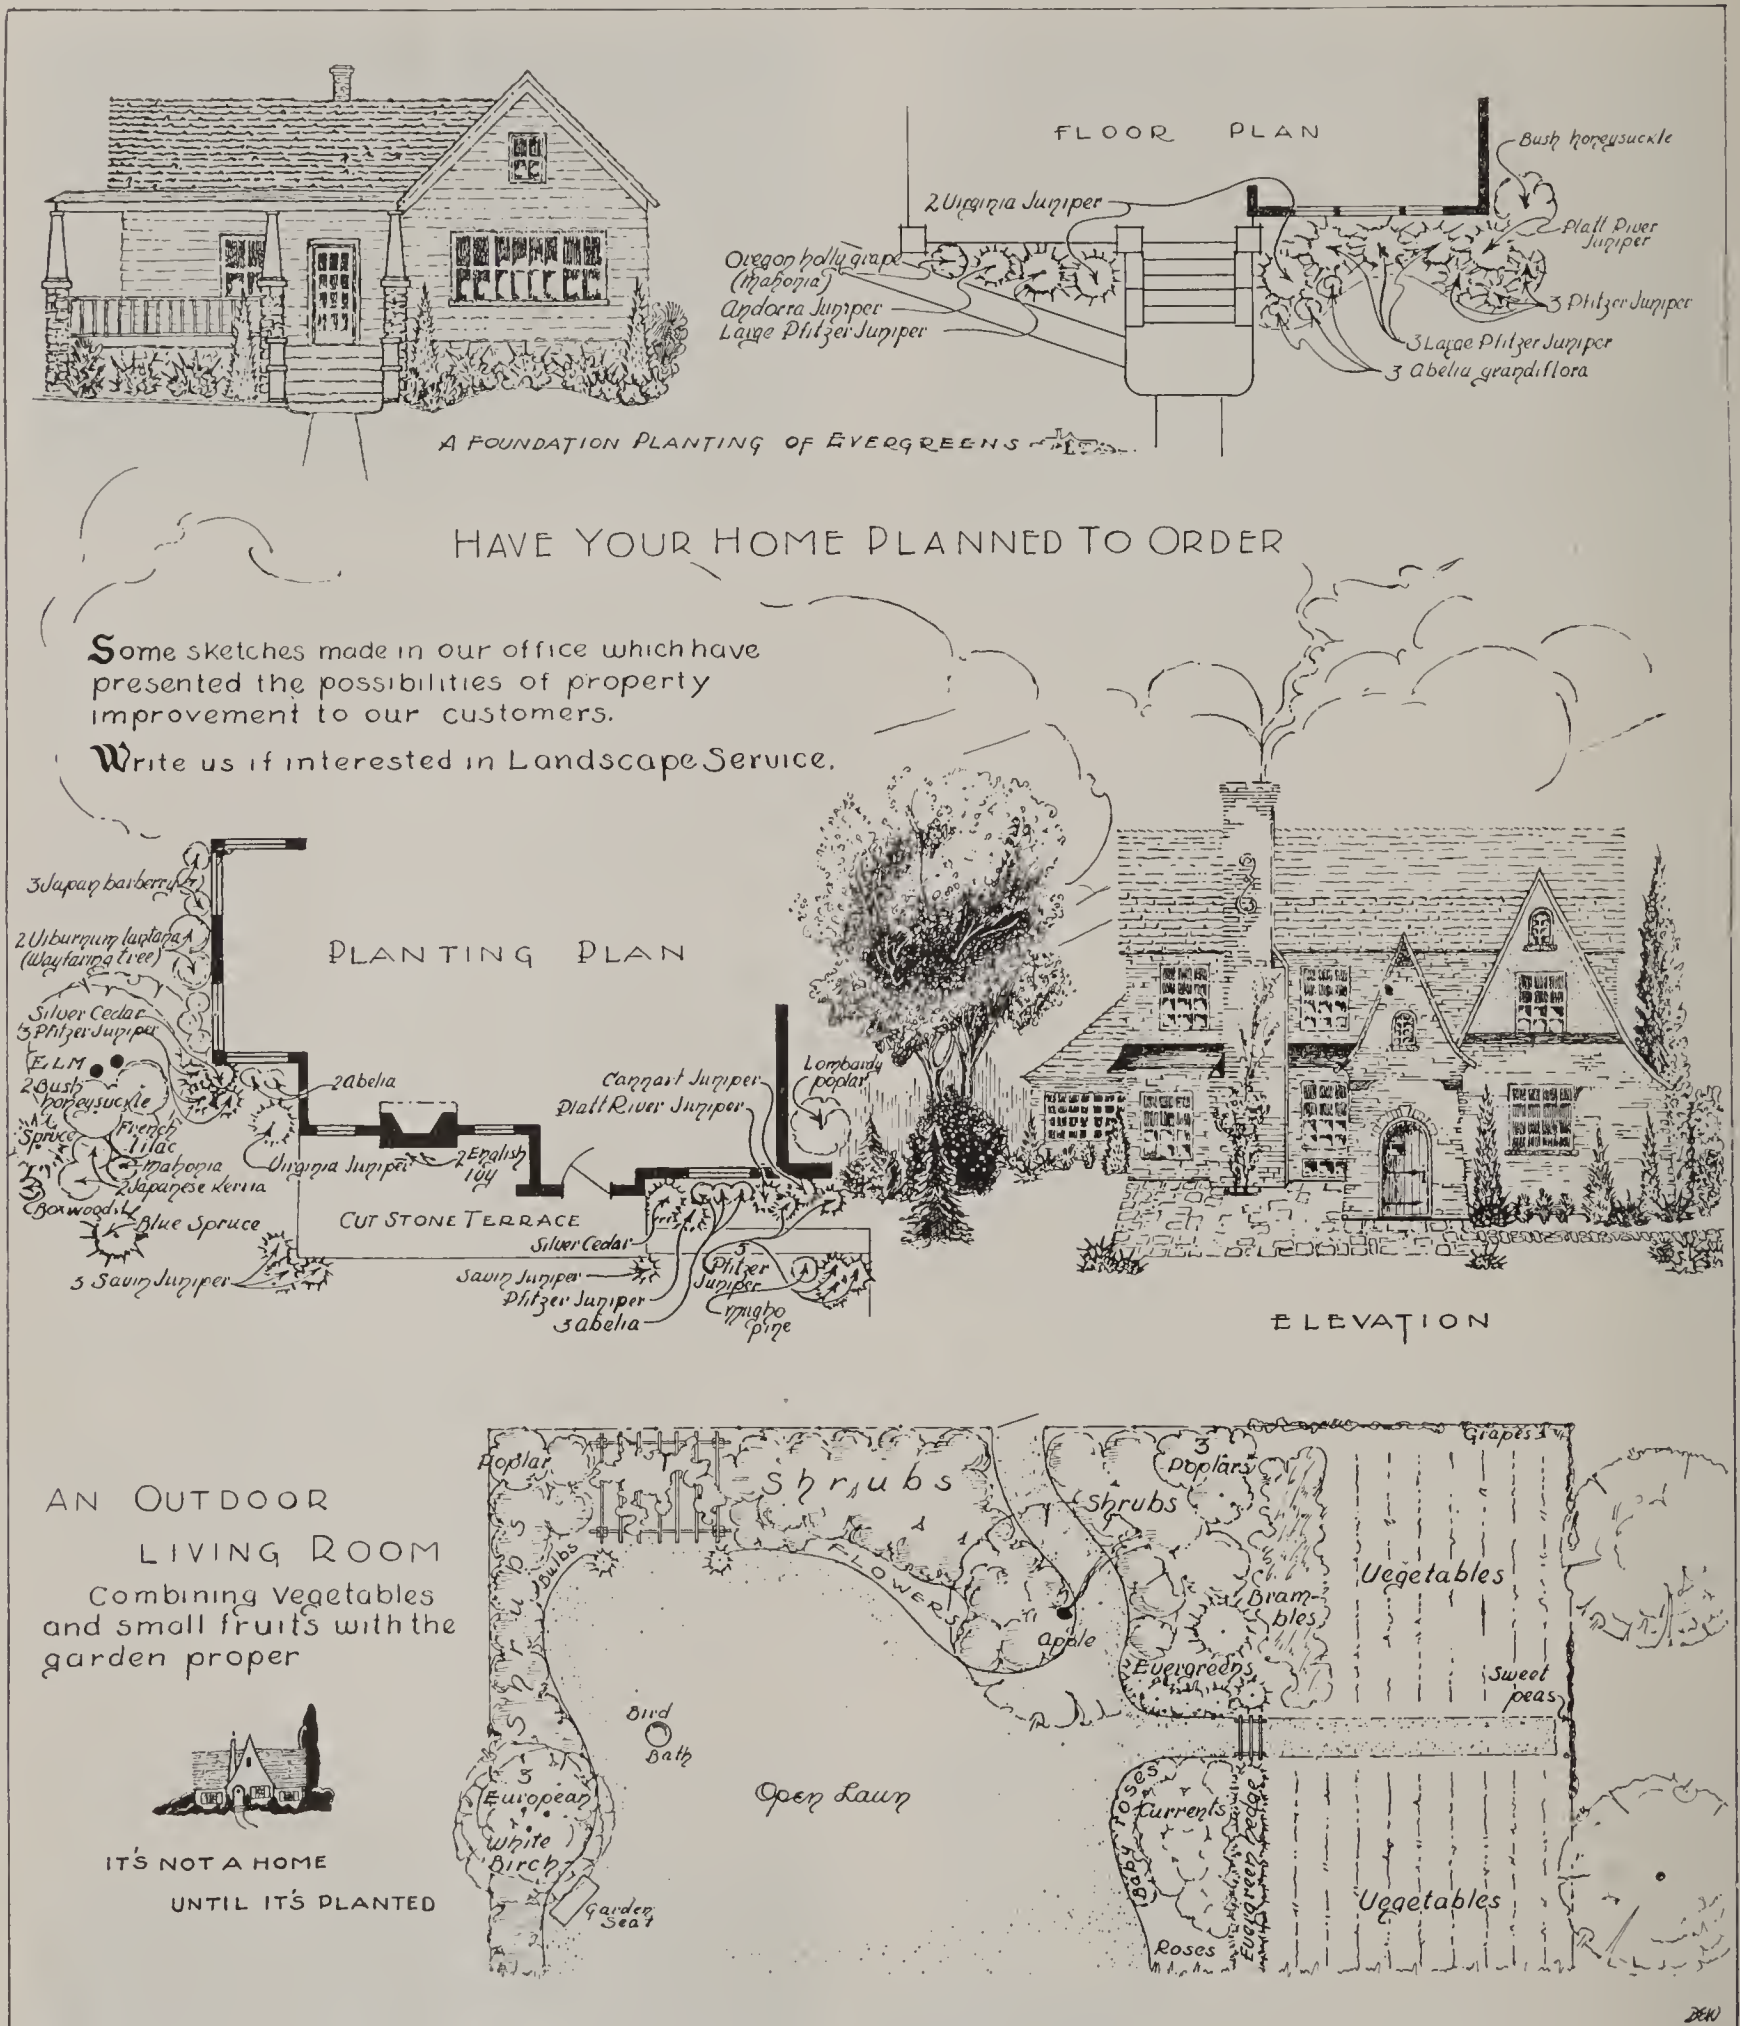 FLOOR PLAN
Bush honeysuckle
2 Virginia Juniper
Platt River
Juniper
Oregon holly grape
(Mahonia)
Andorra Juniper
Large Pfitzer Juniper
3 Pfitzer Juniper
3 Large Pfitzer Juniper
3 Abelia grandiflora
A FOUNDATION PLANTING OF EVERGREENS
HAVE YOUR HOME PLANNED TO ORDER
Some sketches made in our office which have
presented the possibilities of property
improvement to our customers.
Write us if interested in Landscape Service.
PLANTING PLAN
3 Japan barberry
2 Viburnum lantana
(Wayfaring tree)
Silver Cedar
3 Pfitzer Juniper
ELM
2 Bush
honeysuckle
Spruce
French
lilac
mahonia
2 Japanese Kerria
Boxwood
Blue Spruce
3 Savin Juniper
2 Abelia
Virginia Juniper
2 English
Ivy
CUT STONE TERRACE
Cannart Juniper
Platt River Juniper
Lombardy
poplar
Silver Cedar
Savin Juniper
Pfitzer Juniper
3 Abelia
5
Pfitzer
Juniper
mugho
pine
ELEVATION
AN OUTDOOR
LIVING ROOM
Combining Vegetables
and small fruits with the
garden proper
IT'S NOT A HOME
UNTIL IT'S PLANTED
Poplar
Shrubs
Bulbs
Shrubs
FLOWERS
3
Poplars
Shrubs
Grapes
Bram-
bles
Vegetables
Apple
Evergreens
Sweet
peas
Bird
Bath
3
European
White
Birch
Open Lawn
Garden
Seat
Baby roses
Currents
Evergreen hedge
Roses
Vegetables
BEW